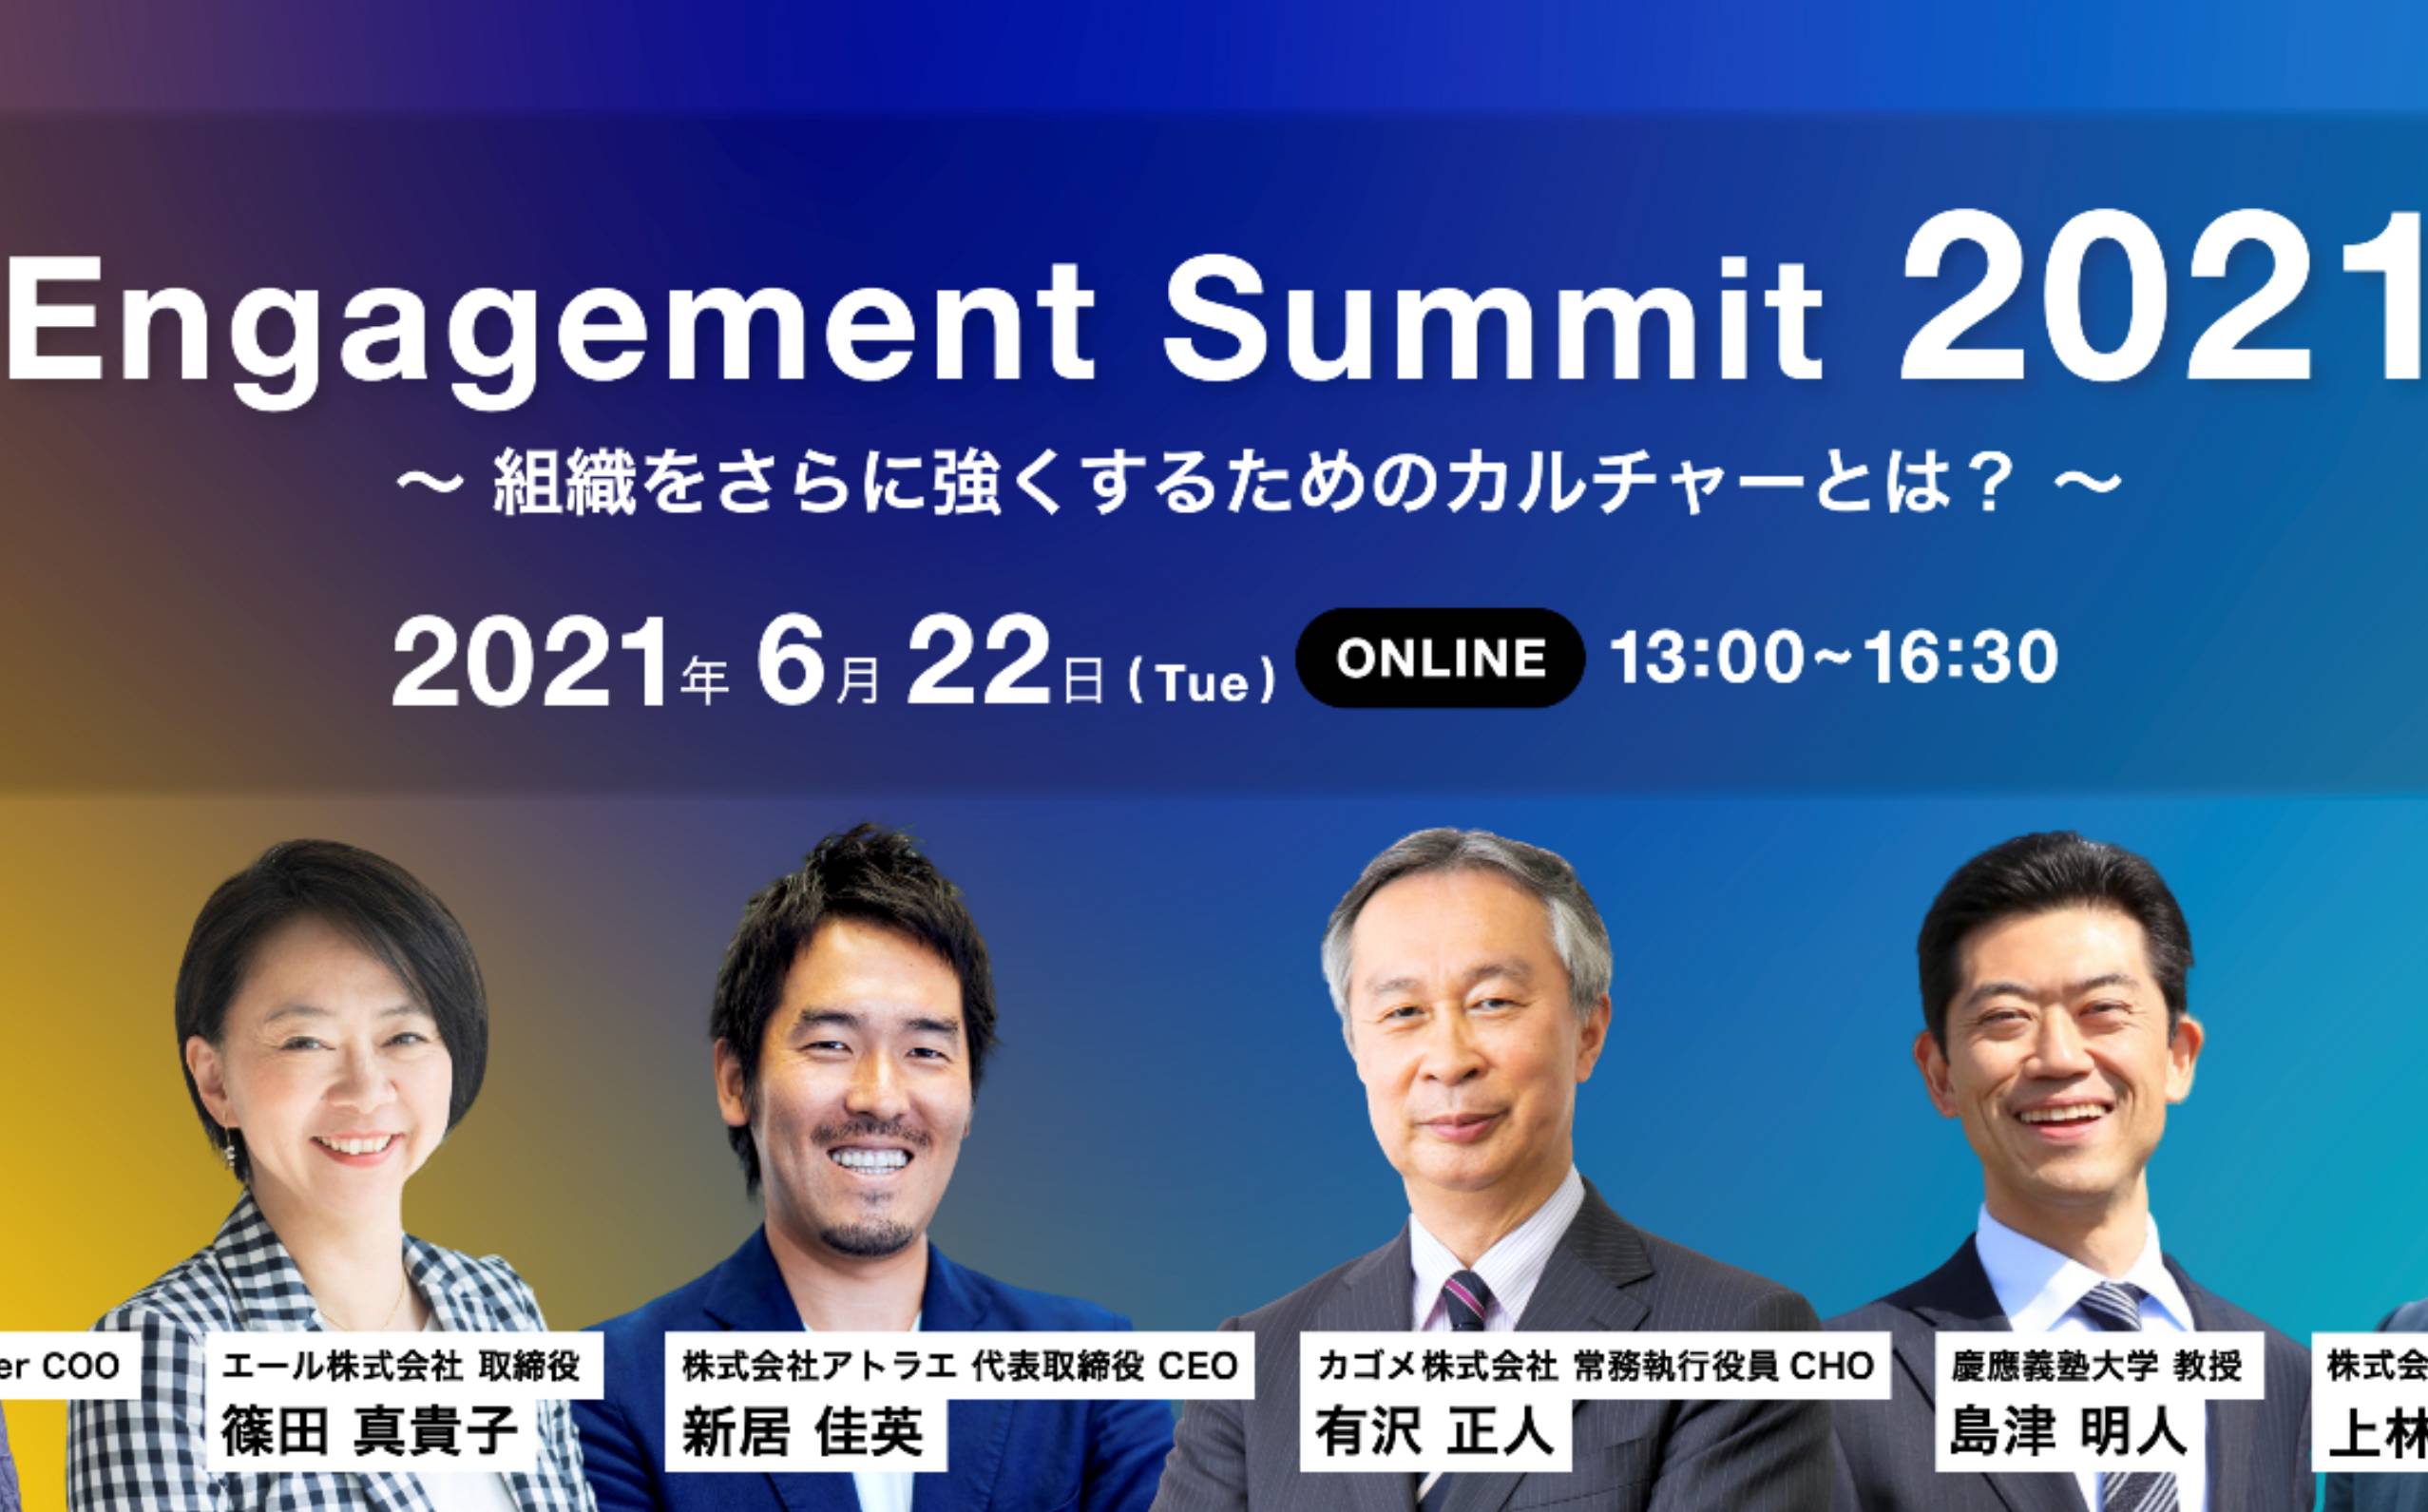 Engagement Summit 2021
〜 組織をさらに強くするためのカルチャーとは？ 〜
2021年 6月 22日 (Tue) ONLINE 13:00~16:30
er COO
エール株式会社 取締役
篠田 真貴子
株式会社アトラエ 代表取締役 CEO
新居 佳英
カゴメ株式会社 常務執行役員 CHO
有沢 正人
慶應義塾大学 教授
島津 明人
株式会
上林